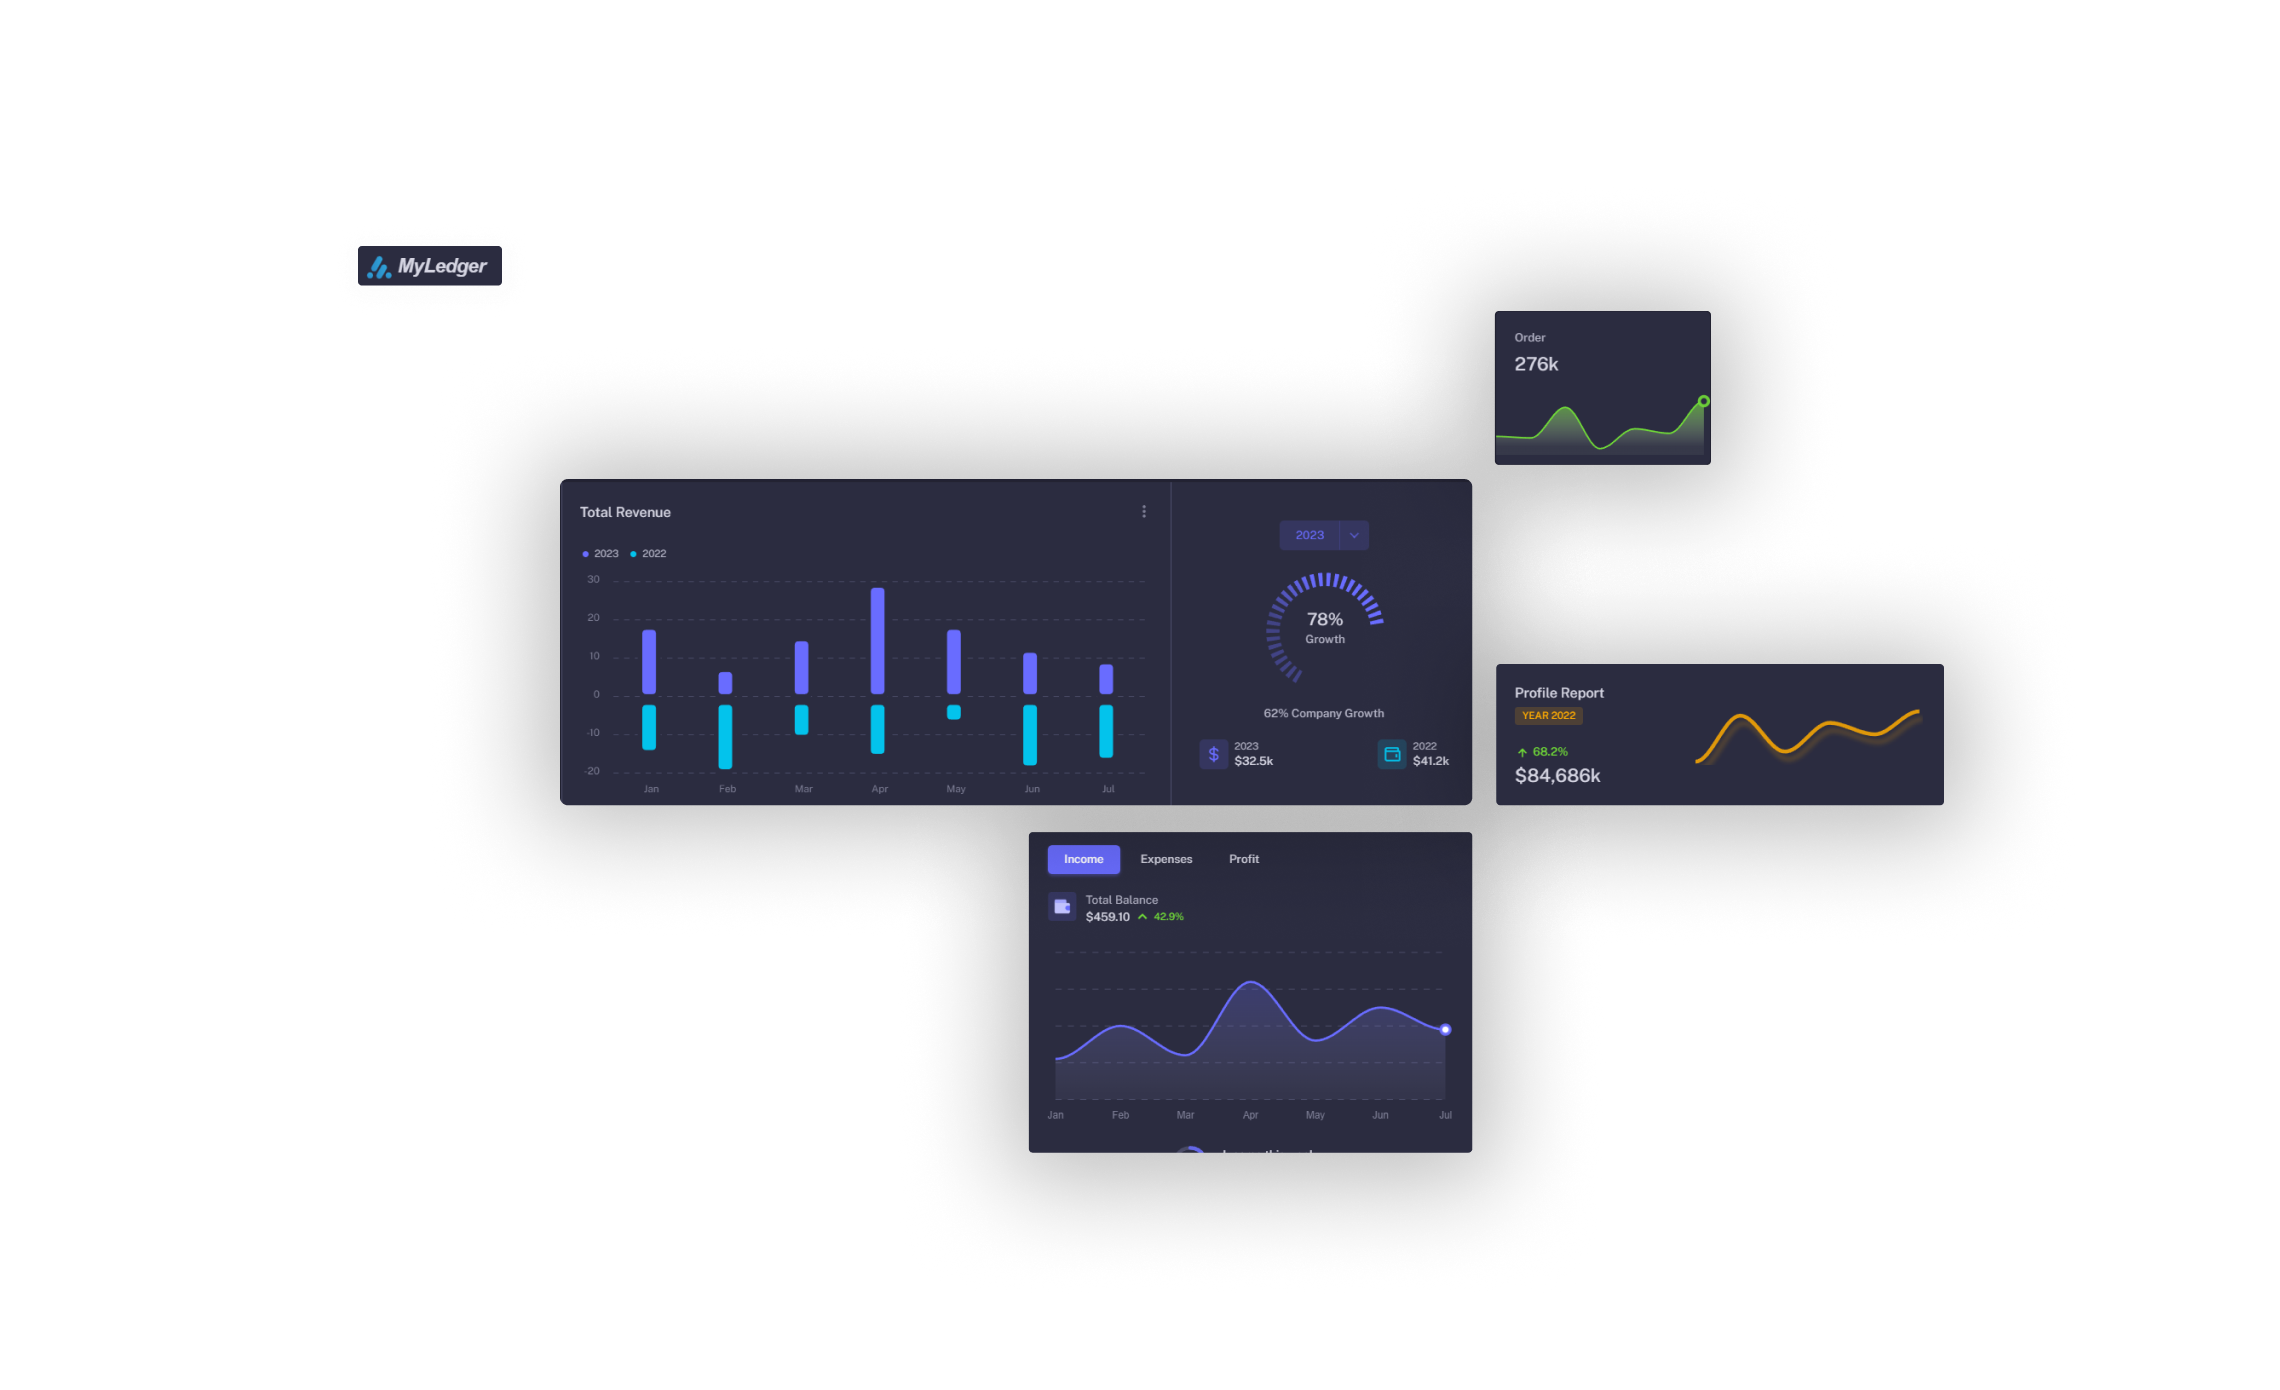 MyLedger
Order
276k
Total Revenue
2023 2022
30
20
10
0
-10
-20
Jan Feb Mar Apr May Jun Jul
2023
78%
Growth
62% Company Growth
2023
$32.5k
2022
$41.2k
Profile Report
YEAR 2022
68.2%
$84,686k
Income Expenses Profit
Total Balance
$459.10 42.9%
Jan Feb Mar Apr May Jun Jul